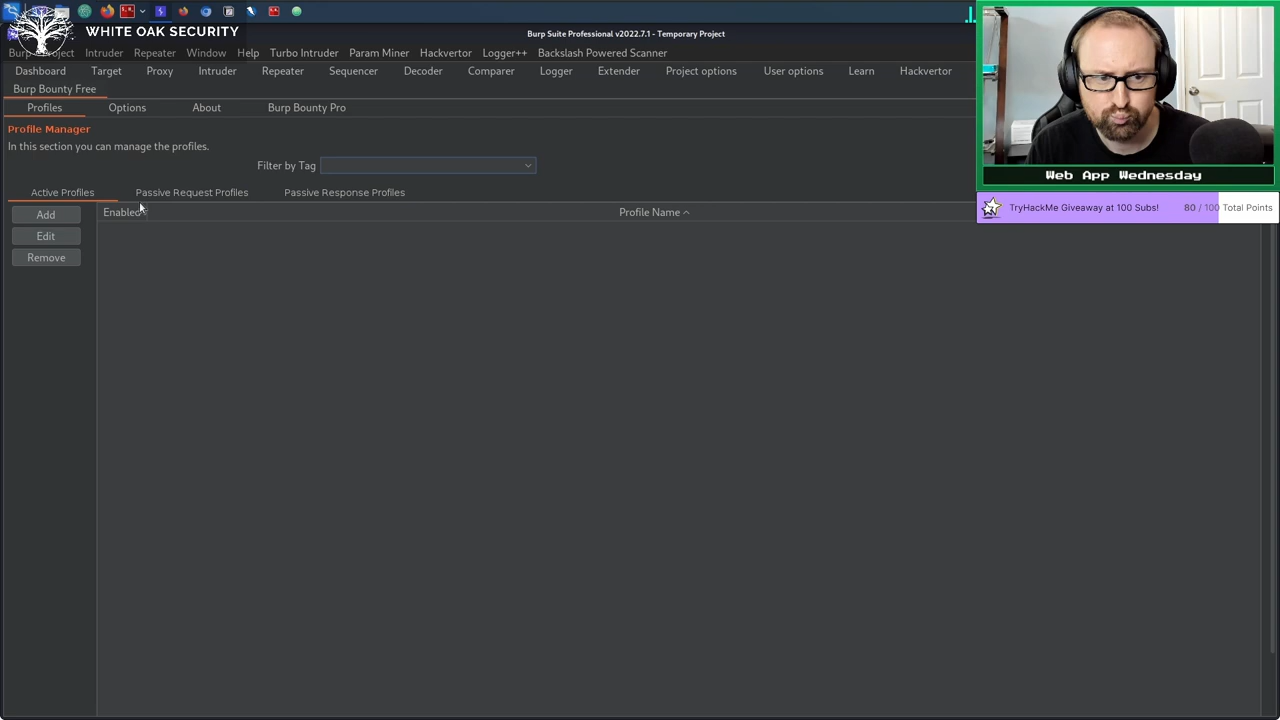 WHITE OAK SECURITY
Burp Suite Professional v2022.7.1 - Temporary Project
Burp Project Intruder Repeater Window Help Turbo Intruder Param Miner Hackvertor Logger++ Backslash Powered Scanner
Dashboard Target Proxy Intruder Repeater Sequencer Decoder Comparer Logger Extender Project options User options Learn Hackvertor
Burp Bounty Free
Profiles Options About Burp Bounty Pro
Profile Manager
In this section you can manage the profiles.
Filter by Tag
Active Profiles Passive Request Profiles Passive Response Profiles
Add
Edit
Remove
Enabled Profile Name
Web App Wednesday
TryHackMe Giveaway at 100 Subs! 80 / 100 Total Points